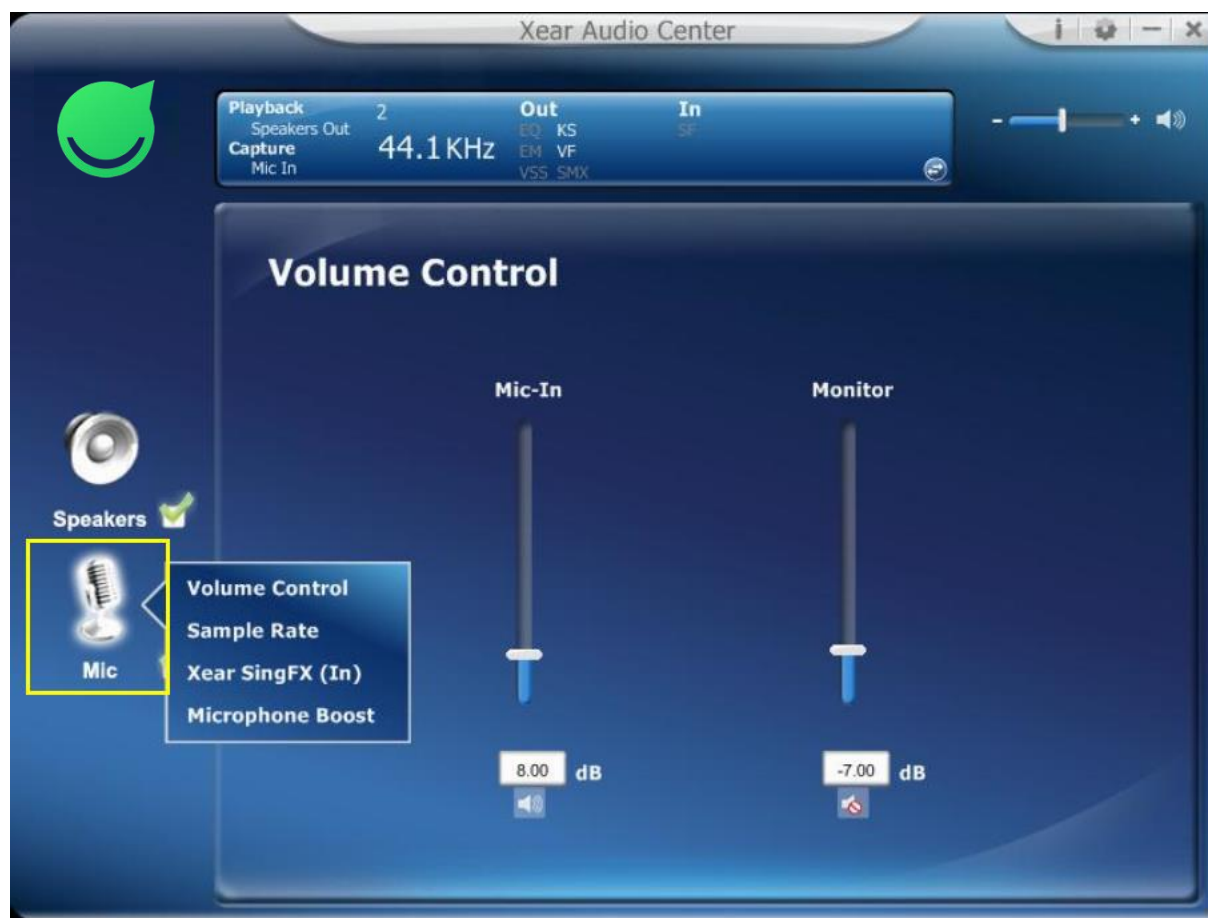 Xear Audio Center
i
Playback 2 Out In
Speakers Out EQ KS SF
Capture 44.1KHz EM VF
Mic In VSS SMX
- +
Volume Control
Mic-In Monitor
Speakers
Volume Control
Sample Rate
Mic
Xear SingFX (In)
Microphone Boost
8.00 dB -7.00 dB